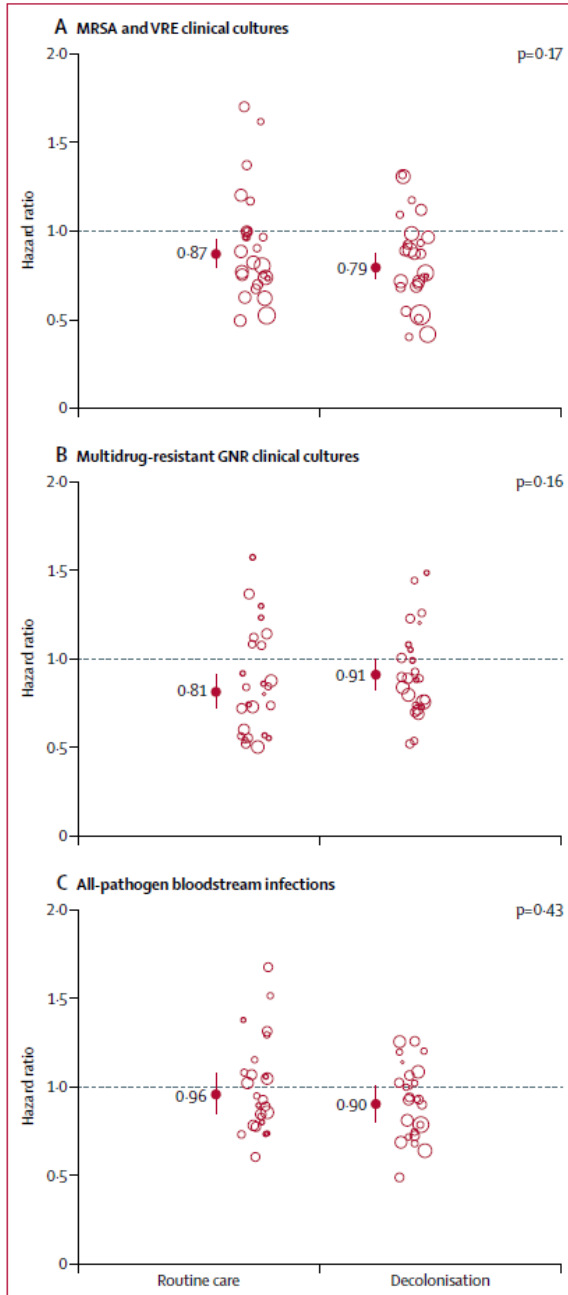 A MRSA and VRE clinical cultures
p=0·17
2·0
1·5
1·0
0·5
0
Hazard ratio
0·87
0·79
B Multidrug-resistant GNR clinical cultures
p=0·16
2·0
1·5
1·0
0·5
0
Hazard ratio
0·81
0·91
C All-pathogen bloodstream infections
p=0·43
2·0
1·5
1·0
0·5
0
Hazard ratio
0·96
0·90
Routine care
Decolonisation